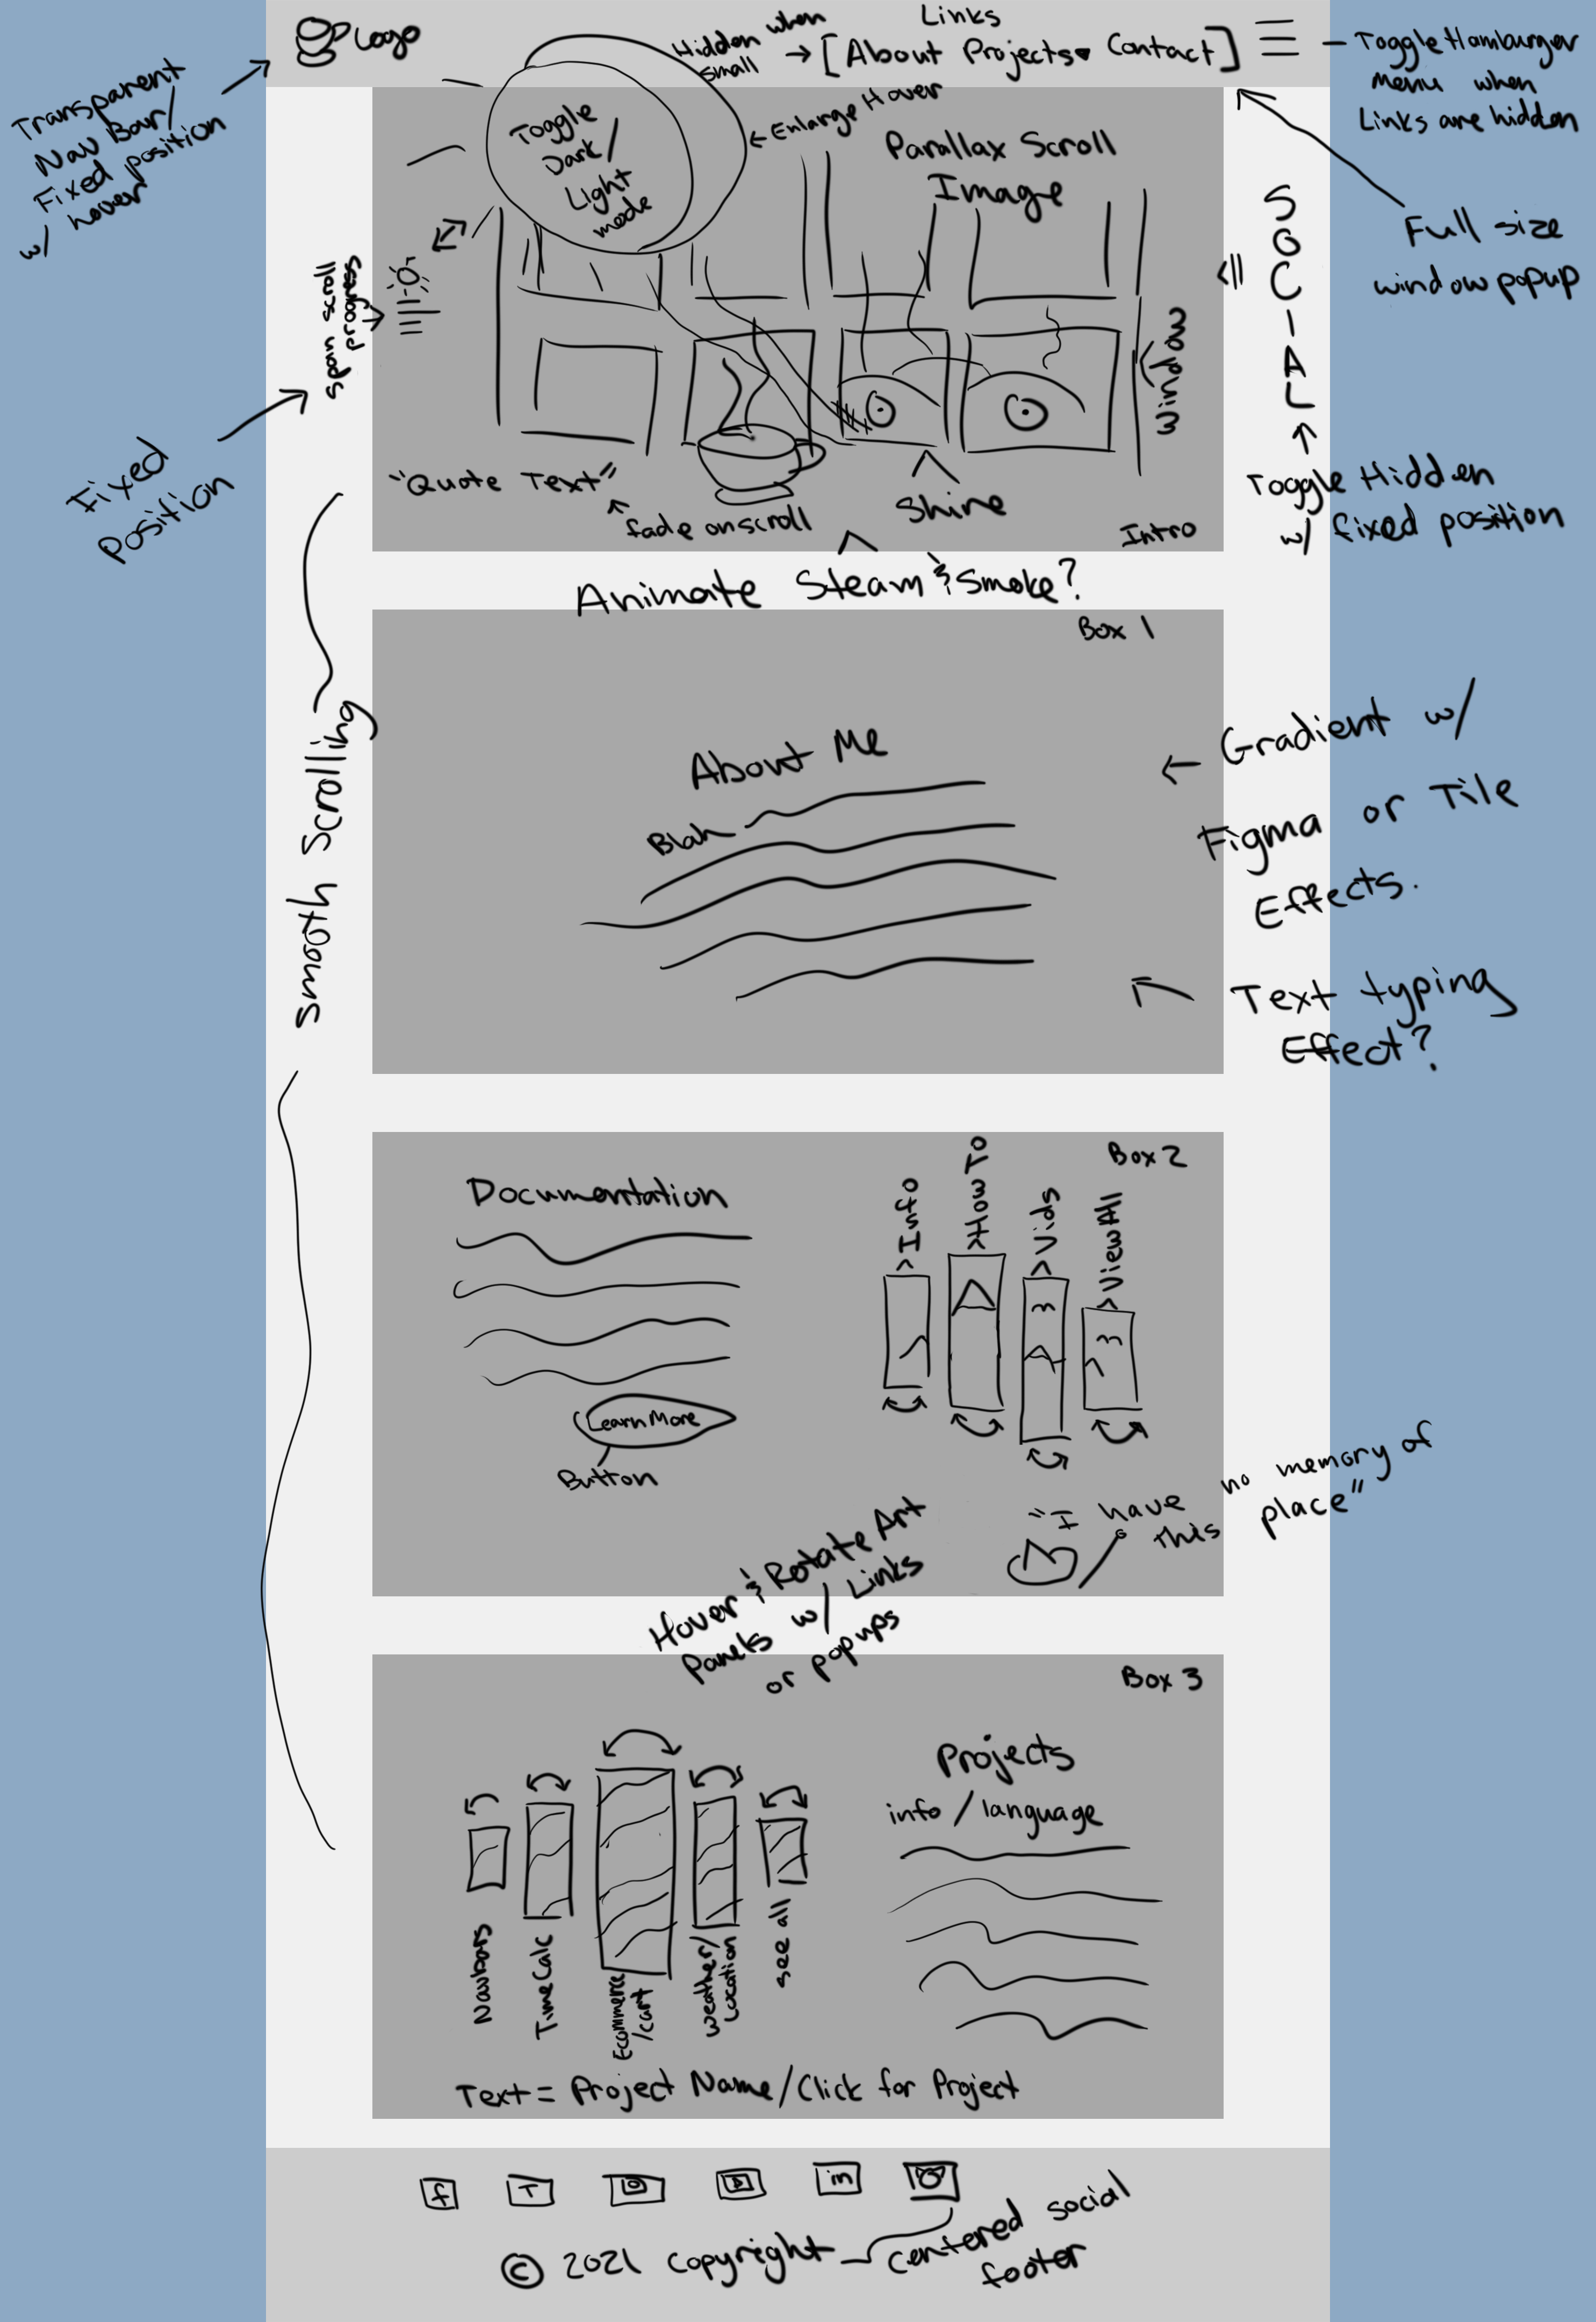 Logo
Hidden when
small
Links
[About Projects Contact]
Toggle Hamburger
menu when
Links are hidden
Transparent
Nav Bar/
Fixed position
w/ hover
Toggle
Dark/
Light
mode
Enlarge Hover
Parallax Scroll
Image
Full size
window popup
SOCIAL
span scroll
progress
Window
Fixed
position
"Quote Text"
fade on scroll
Shine
Intro
Toggle Hidden
w/ fixed position
Animate Steam & Smoke?
Box 1
smooth Scrolling
About Me
Blah
Gradient w/
Figma or Tile
Effects.
Text typing
Effect?
Box 2
Documentation
Info
How To
Vids
View All
Learn More
Button
"I have no memory of
this place"
Hover & Rotate Art
Panels w/ Links
or popups
Box 3
Projects
info / language
Navbars
Time Calc
Ecommerce
/cart
weather/
Location
see all
Text = Project Name/Click for Project
f T in
© 2021 copyright
centered social
footer